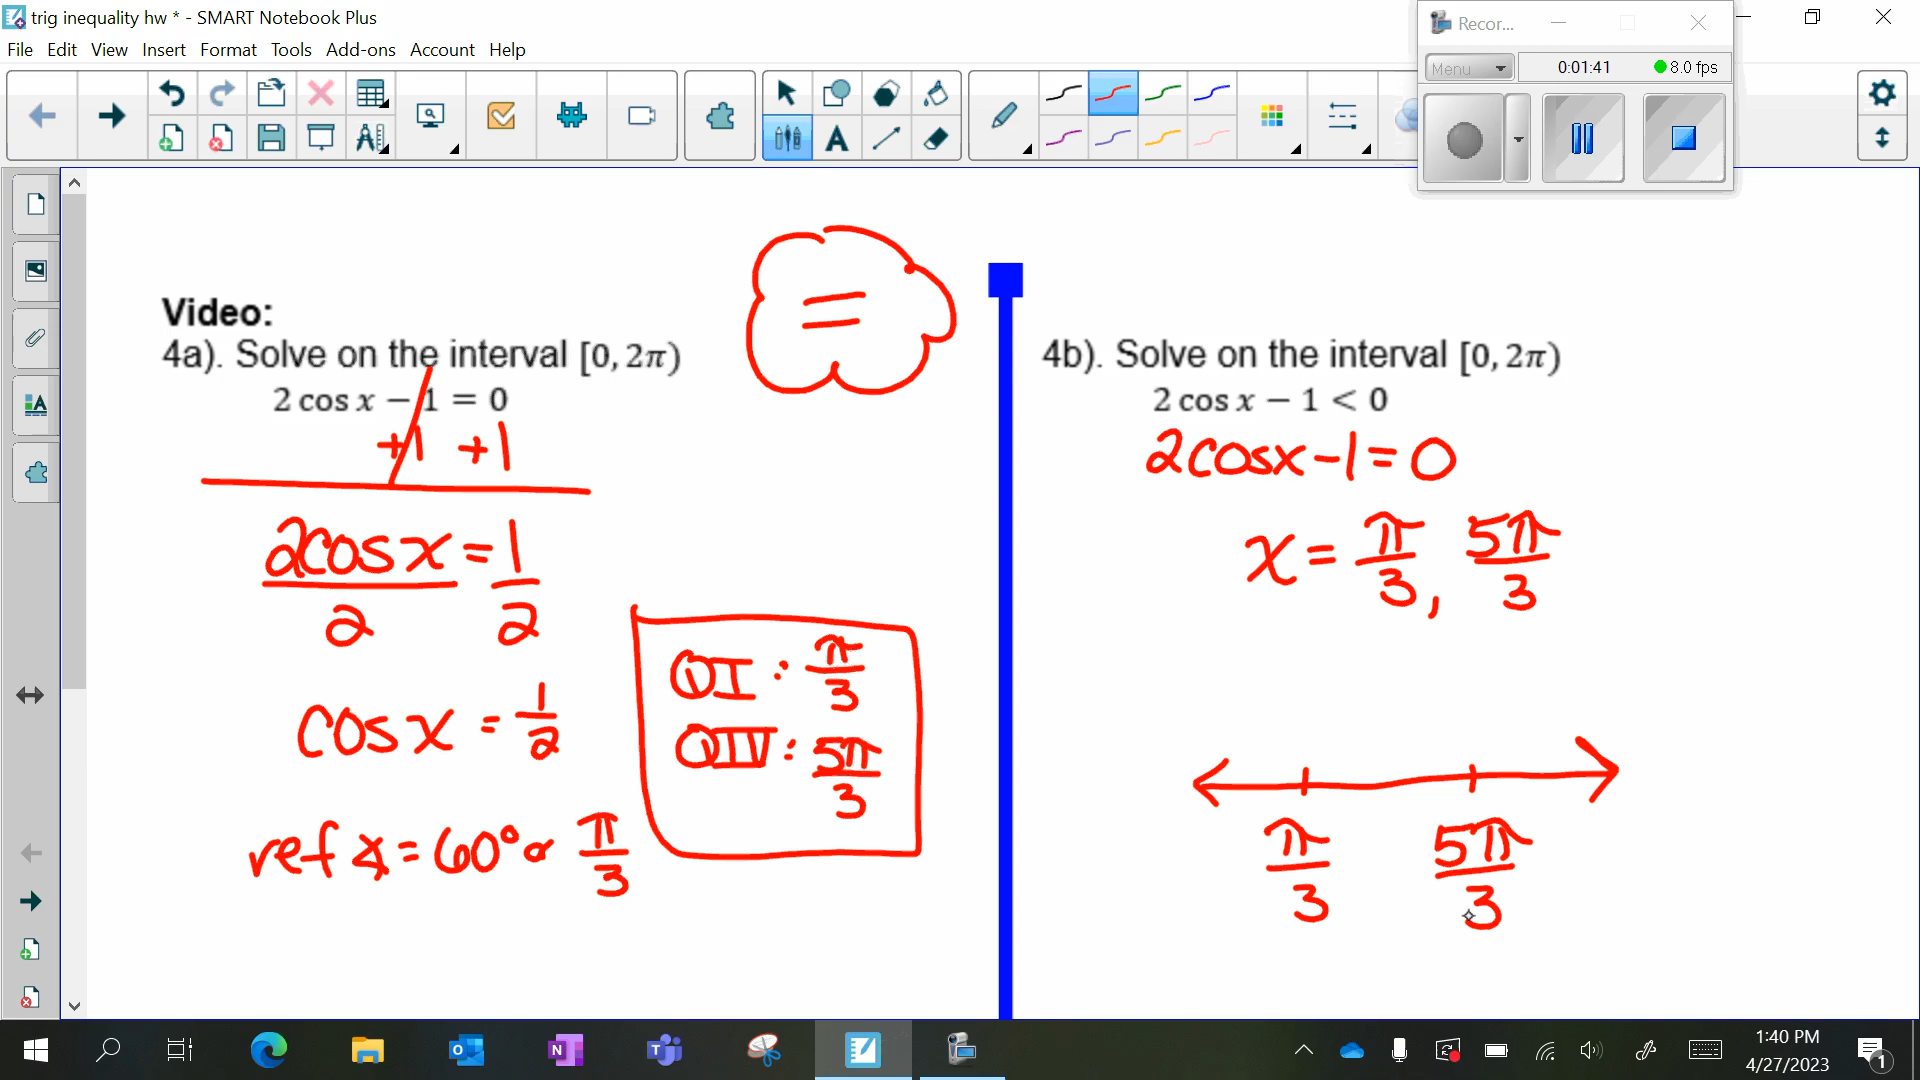 trig inequality hw * - SMART Notebook Plus
File Edit View Insert Format Tools Add-ons Account Help
Recor...
Menu 0:01:41 8.0 fps
Video:
4a). Solve on the interval [0, 2π)
2 cos x − 1 = 0
+1 +1
2cosx = 1
2 2
cosx = 1/2
ref ∡ = 60° or π/3
QI : π/3
QIV : 5π/3
=
4b). Solve on the interval [0, 2π)
2 cos x − 1 < 0
2cosx-1=0
x = π/3, 5π/3
π/3 5π/3
1:40 PM
4/27/2023
1